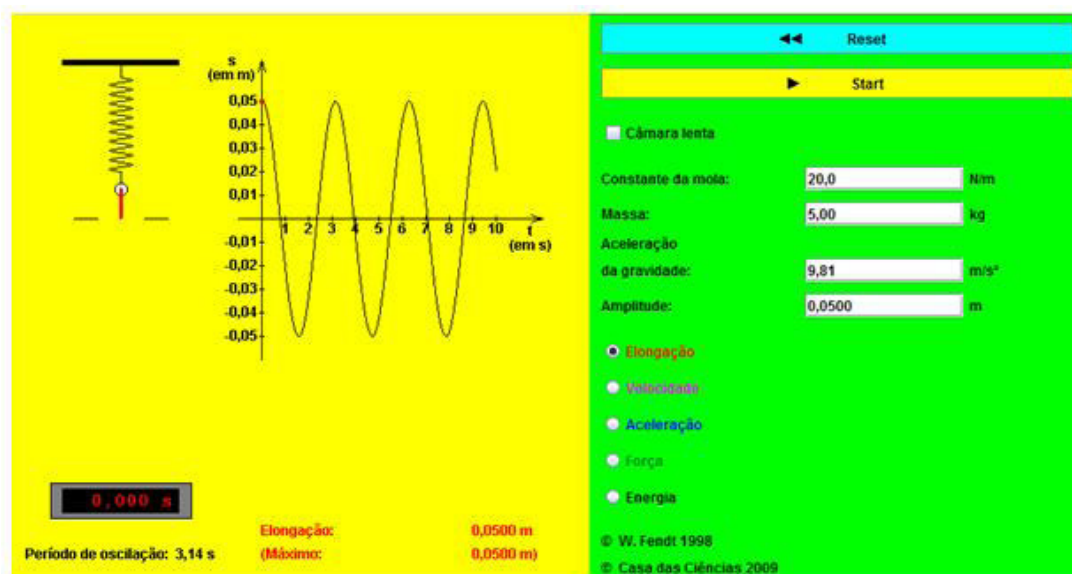 s
(em m)
0,05
0,04
0,03
0,02
0,01
1 2 3 4 5 6 7 8 9 10
t
(em s)
-0,01
-0,02
-0,03
-0,04
-0,05
0,000 s
Período de oscilação: 3,14 s
Elongação: 0,0500 m
(Máximo: 0,0500 m)
Reset
Start
Câmara lenta
Constante da mola: 20,0 N/m
Massa: 5,00 kg
Aceleração
da gravidade: 9,81 m/s²
Amplitude: 0,0500 m
Elongação
Velocidade
Aceleração
Força
Energia
© W. Fendt 1998
© Casa das Ciências 2009